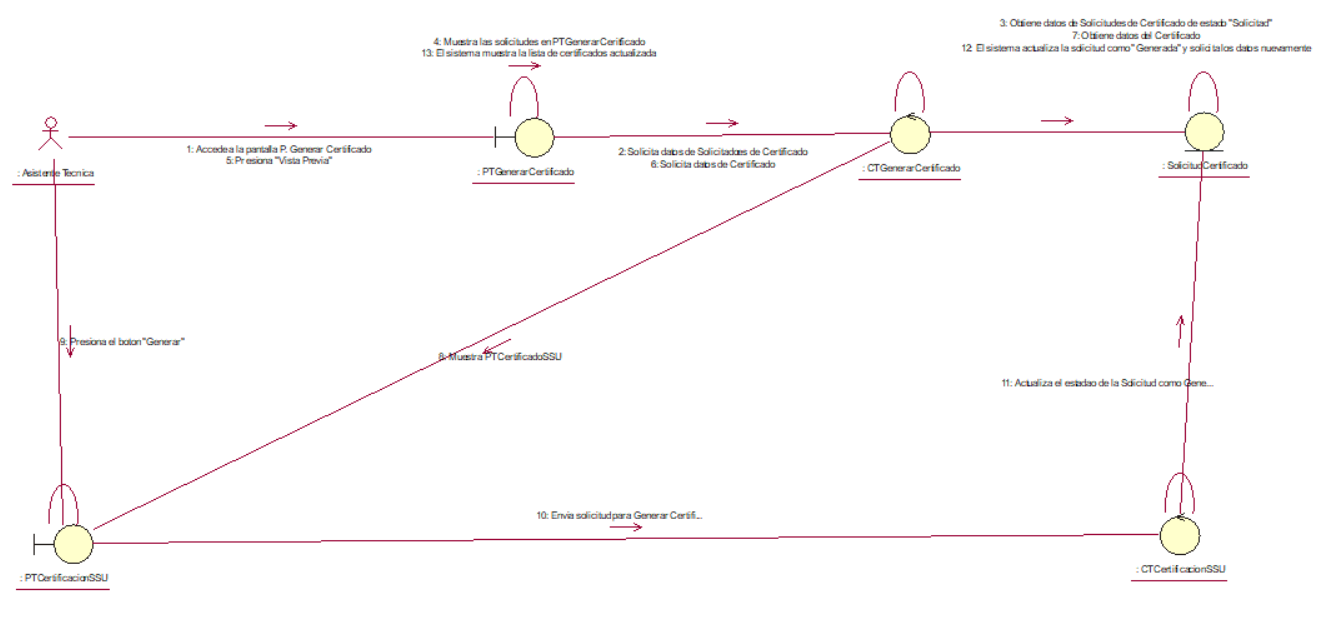 3: Obtiene datos de Solicitudes de Certificado de estado "Solicitad"
7: Obtiene datos del Certificado
12: El sistema actualiza la solicitud como "Generada" y solicita los datos nuevamente
4: Muestra las solicitudes en PTGenerarCertificado
13: El sistema muestra la lista de certificados actualizada
1: Accede a la pantalla P. Generar Certificado
5: Presiona "Vista Previa"
2: Solicita datos de Solicitadores de Certificado
6: Solicita datos de Certificado
: Asistente Tecnica
: PTGenerarCertificado
: CTGenerarCertificado
: SolicitudCertificado
9: Presiona el boton "Generar"
8: Muestra PTCertificadoSSU
11: Actualiza el estadao de la Solicitud como Gene...
10: Envia solicitud para Generar Certifi...
: PTCertificacionSSU
: CTCertificacionSSU